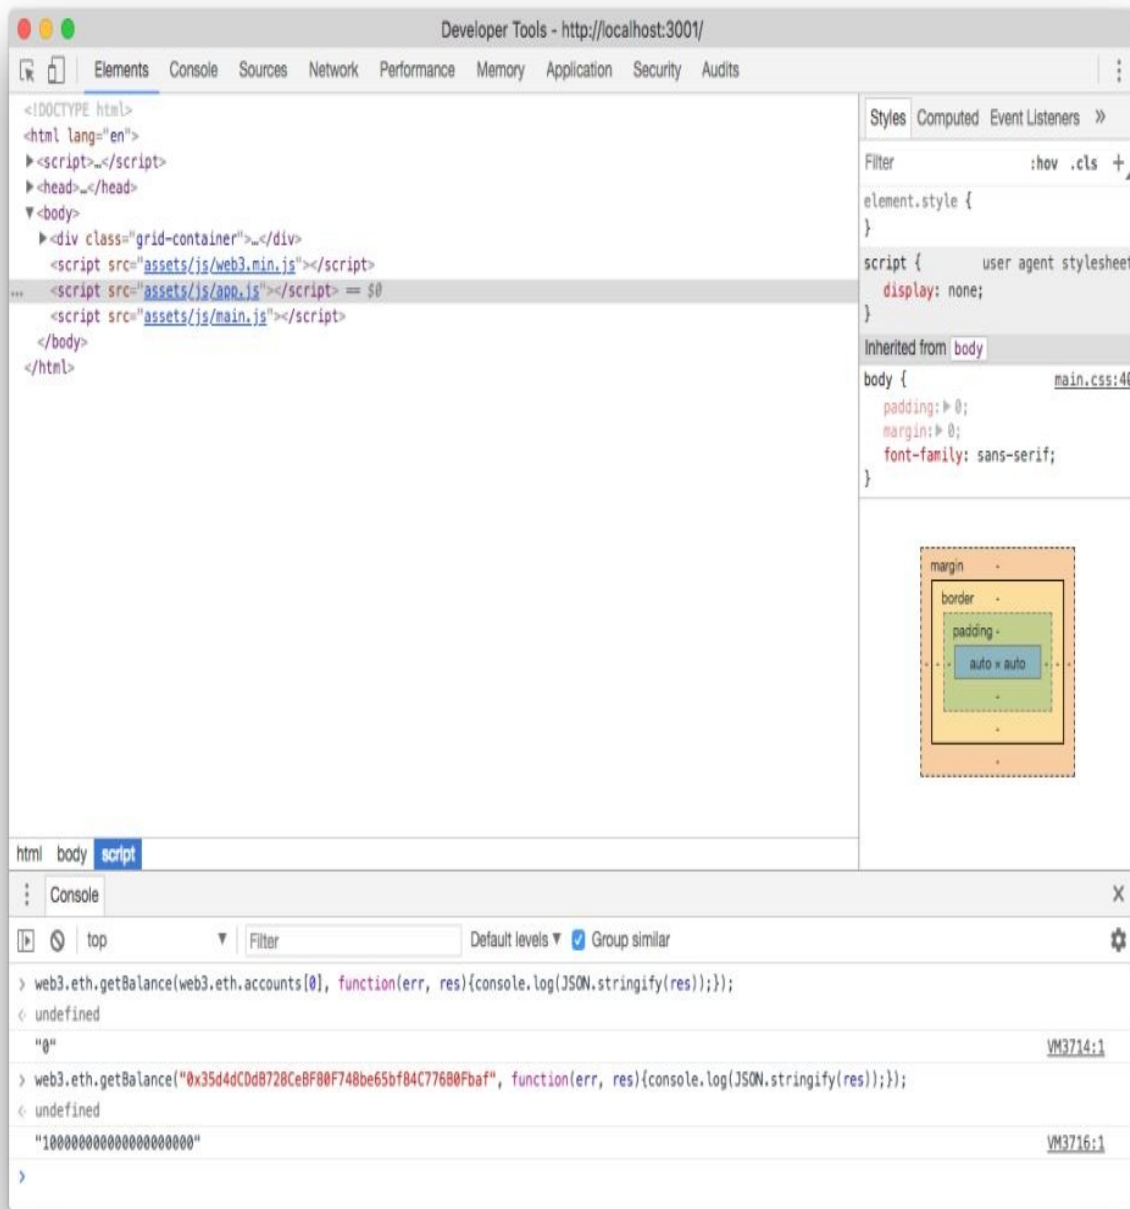 Developer Tools - http://localhost:3001/
Elements Console Sources Network Performance Memory Application Security Audits
<!DOCTYPE html>
<html lang="en">
<script>…</script>
<head>…</head>
<body>
<div class="grid-container">…</div>
<script src="assets/js/web3.min.js"></script>
<script src="assets/js/app.js"></script> == $0
<script src="assets/js/main.js"></script>
</body>
</html>
html body script
Styles Computed Event Listeners »
Filter :hov .cls +
element.style {
}
script { user agent stylesheet
display: none;
}
Inherited from body
body { main.css:40
padding: 0;
margin: 0;
font-family: sans-serif;
}
margin -
border -
padding -
- - - auto × auto - - -
-
-
-
Console
top Filter Default levels Group similar
> web3.eth.getBalance(web3.eth.accounts[0], function(err, res){console.log(JSON.stringify(res));});
undefined
"0" VM3714:1
> web3.eth.getBalance("0x35d4dCDdB728CeBF80F748be65bf84C776B0Fbaf", function(err, res){console.log(JSON.stringify(res));});
undefined
"10000000000000000000" VM3716:1
>